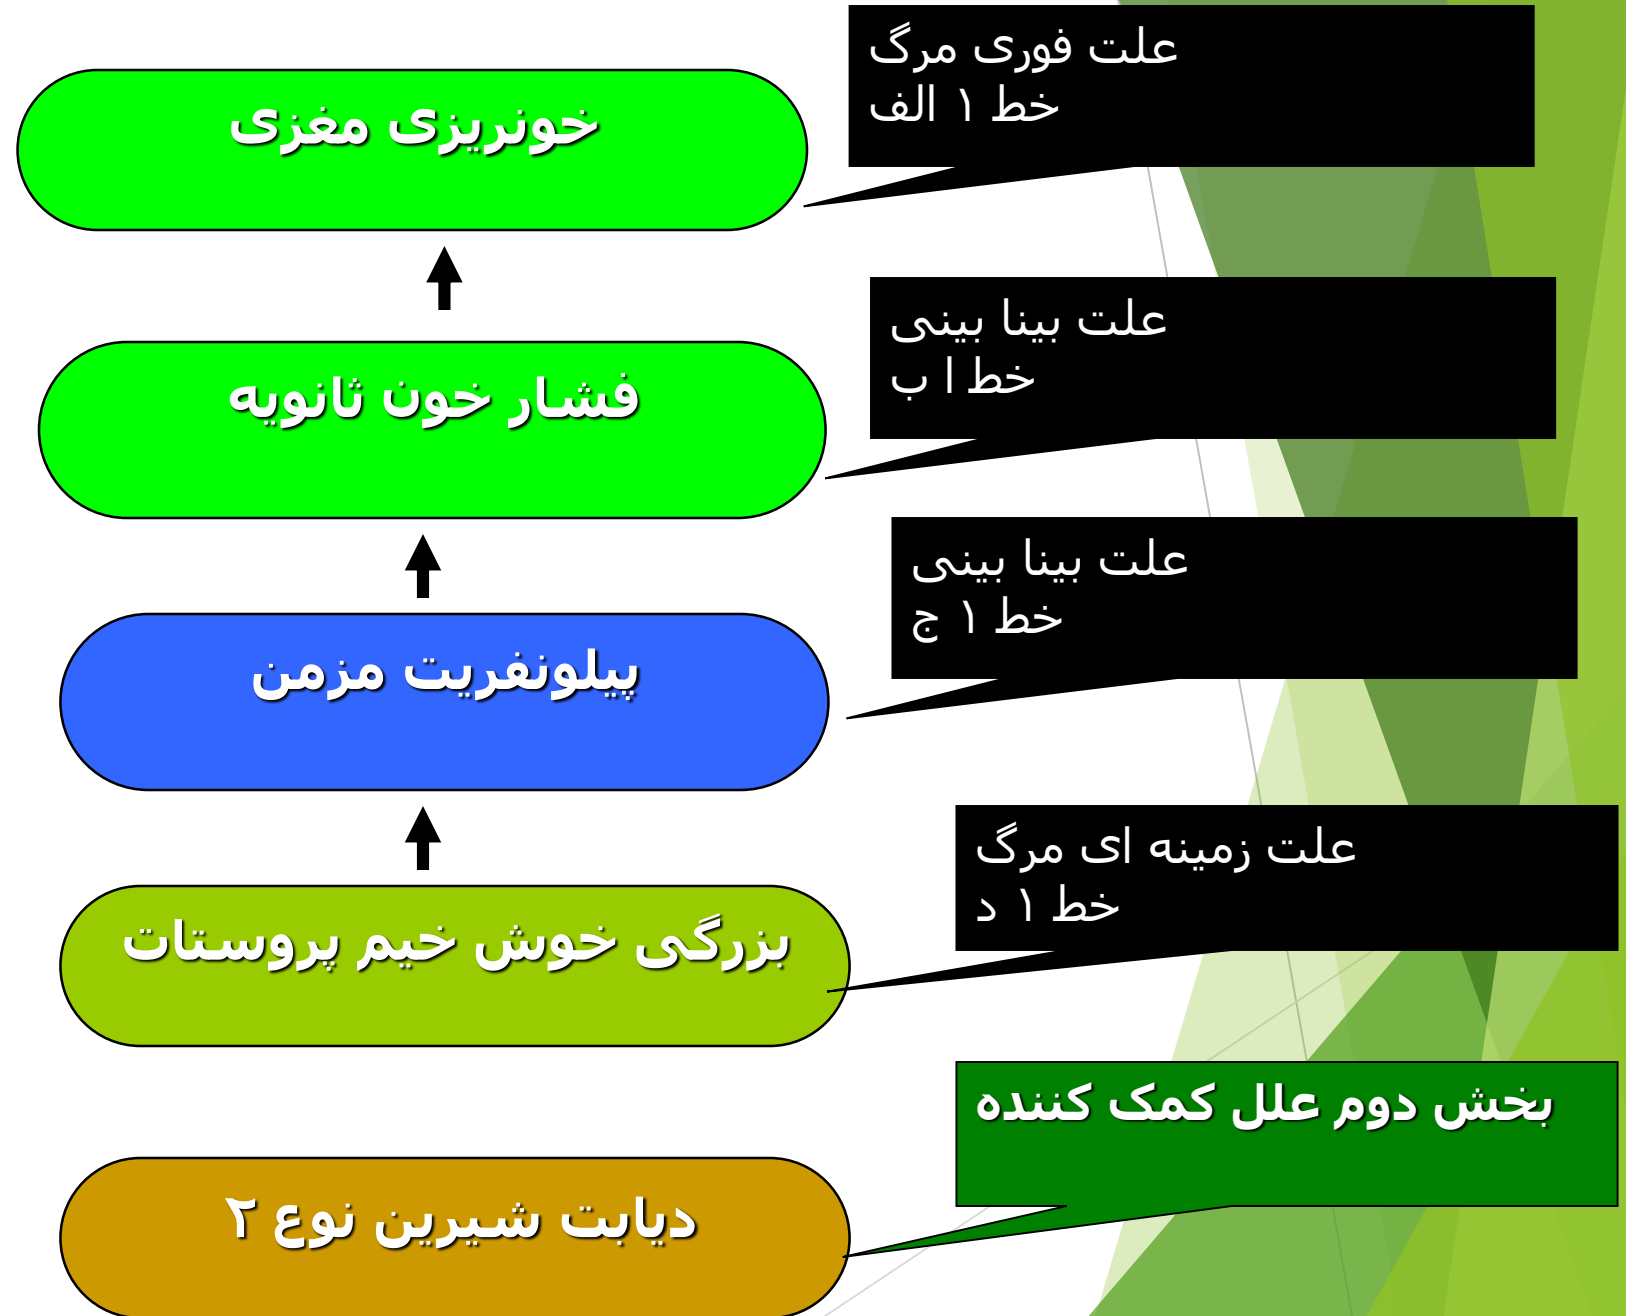 علت فوری مرگ
خط ۱ الف
خونریزی مغزی
علت بینا بینی
خط ا ب
فشار خون ثانویه
علت بینا بینی
خط ۱ ج
پیلونفریت مزمن
علت زمینه ای مرگ
خط ۱ د
بزرگی خوش خیم پروستات
بخش دوم علل کمک کننده
دیابت شیرین نوع ۲